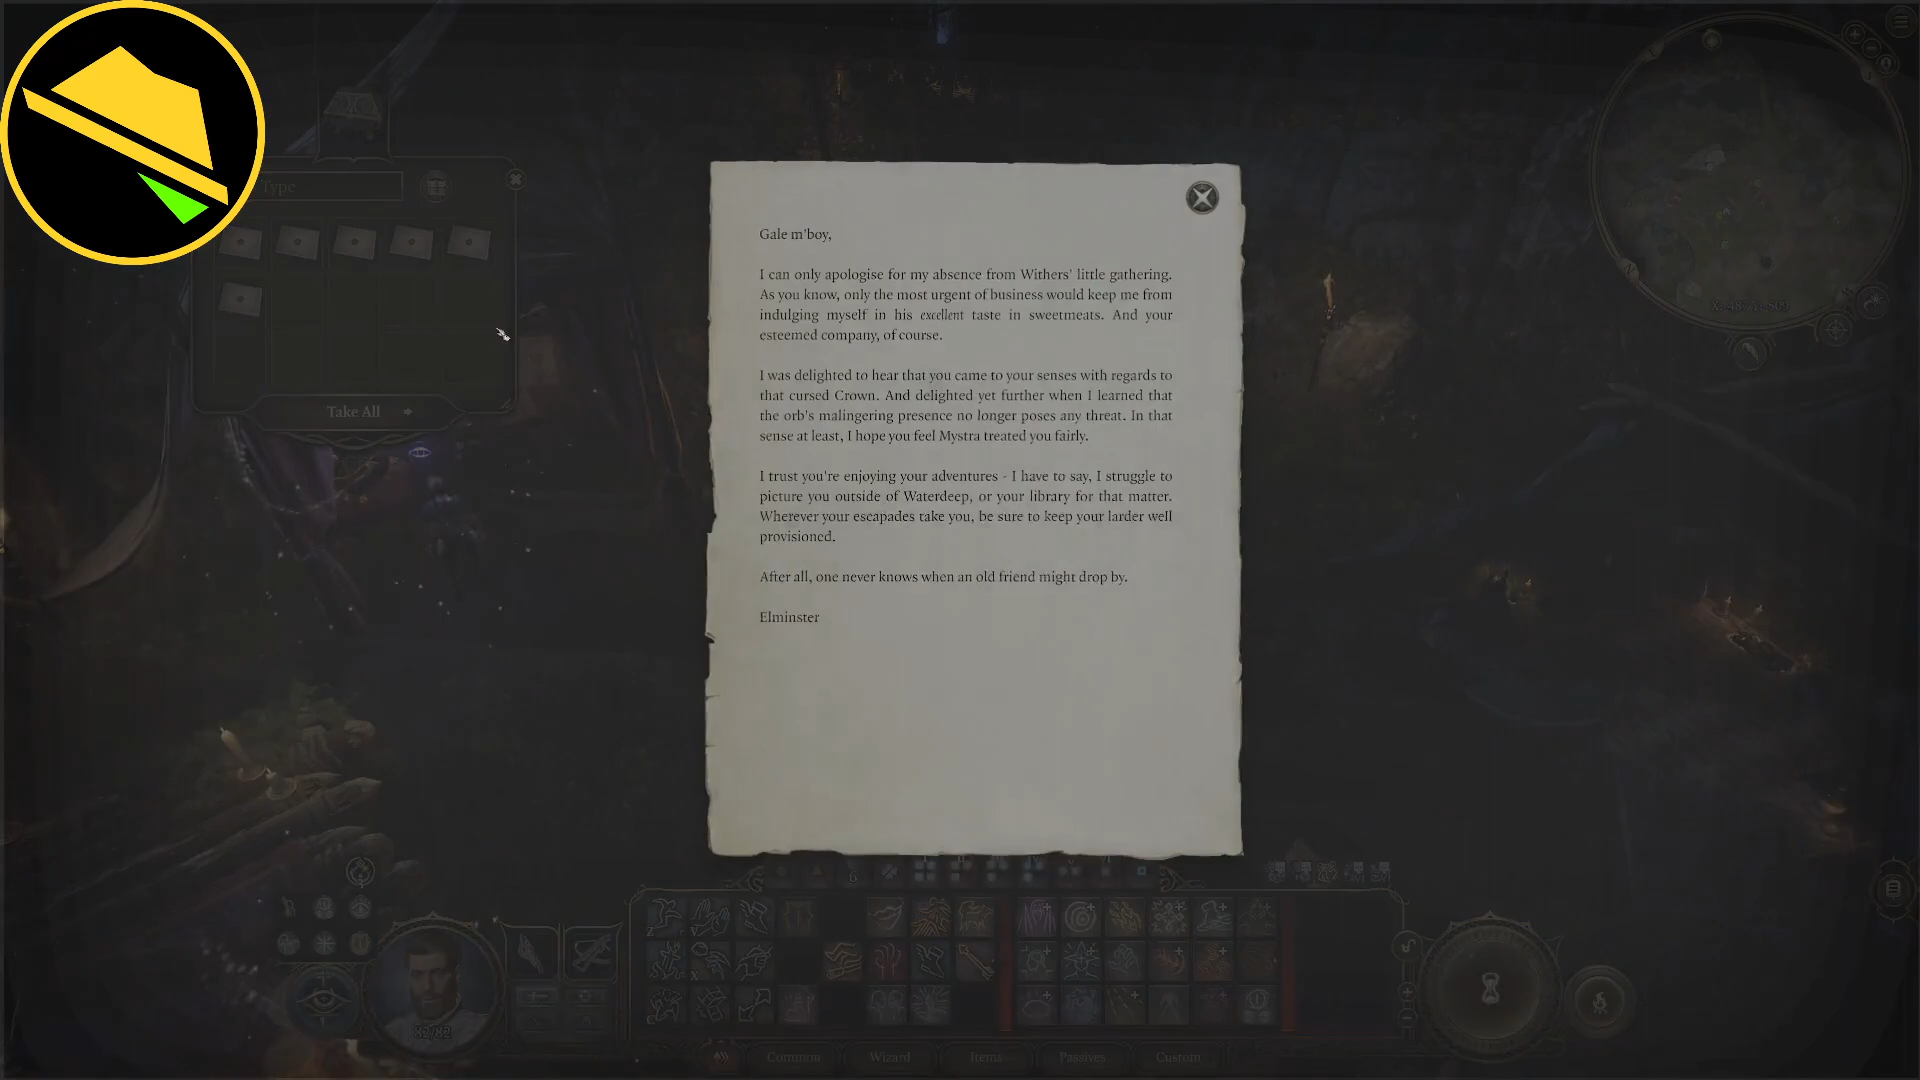 Type
Take All
Gale m'boy,
I can only apologise for my absence from Withers' little gathering.
As you know, only the most urgent of business would keep me from
indulging myself in his excellent taste in sweetmeats. And your
esteemed company, of course.
I was delighted to hear that you came to your senses with regards to
that cursed Crown. And delighted yet further when I learned that
the orb's malingering presence no longer poses any threat. In that
sense at least, I hope you feel Mystra treated you fairly.
I trust you're enjoying your adventures - I have to say, I struggle to
picture you outside of Waterdeep, or your library for that matter.
Wherever your escapades take you, be sure to keep your larder well
provisioned.
After all, one never knows when an old friend might drop by.
Elminster
82/82
Common Wizard Items Passives Custom